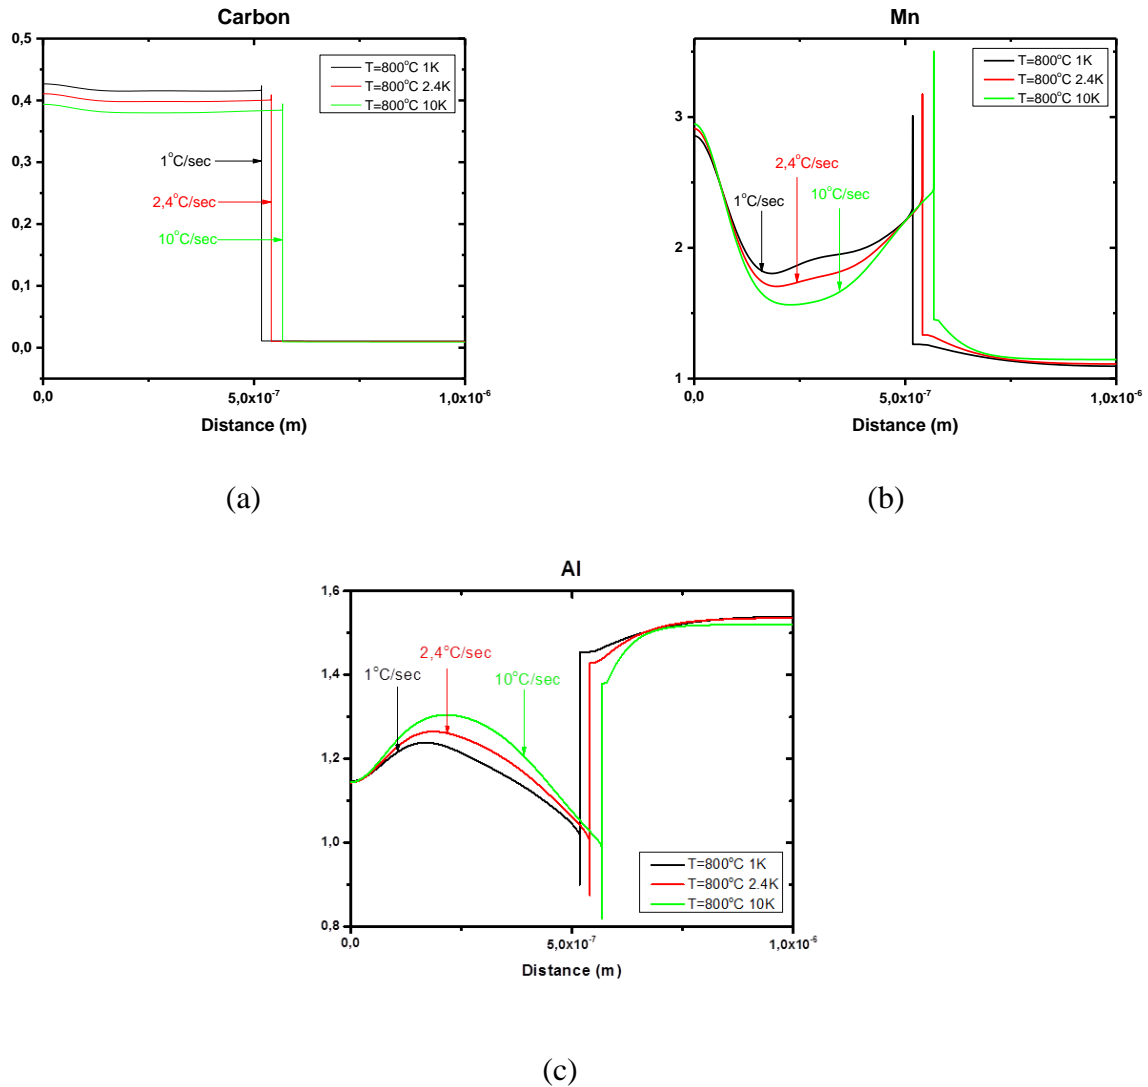 Carbon
0,5
0,4
0,3
0,2
0,1
0,0
T=800°C 1K
T=800°C 2.4K
T=800°C 10K
1°C/sec
2,4°C/sec
10°C/sec
0,0 5,0x10⁻⁷ 1,0x10⁻⁶
Distance (m)
(a)
Mn
3
2
1
T=800°C 1K
T=800°C 2.4K
T=800°C 10K
2,4°C/sec
1°C/sec
10°C/sec
0,0 5,0x10⁻⁷ 1,0x10⁻⁶
Distance (m)
(b)
Al
1,6
1,4
1,2
1,0
0,8
2,4°C/sec
1°C/sec
10°C/sec
T=800°C 1K
T=800°C 2.4K
T=800°C 10K
0,0 5,0x10⁻⁷ 1,0x10⁻⁶
Distance (m)
(c)